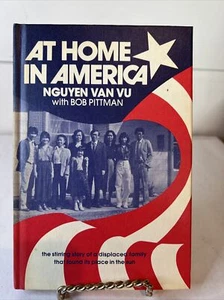 AT HOME
IN AMERICA
NGUYEN VAN VU
with BOB PITTMAN
the stirring story of a displaced family
that found its place in the sun